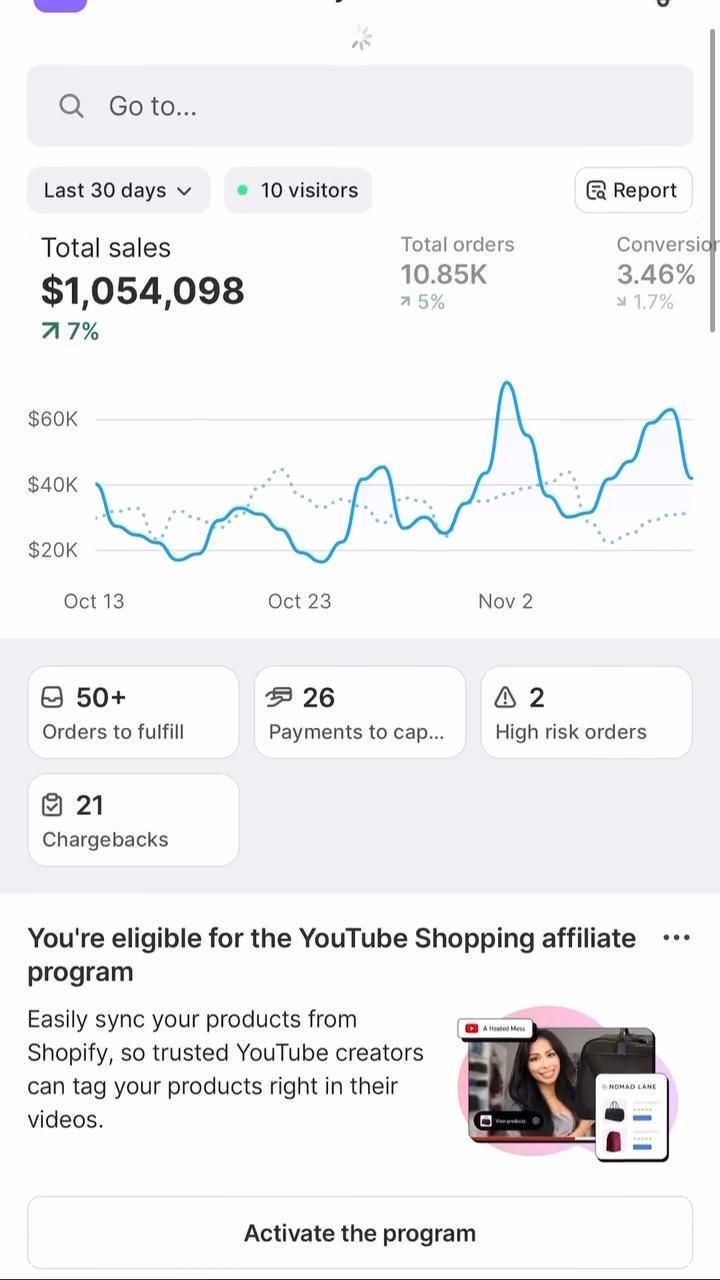 Go to...
Last 30 days
10 visitors
Report
Total sales
$1,054,098
7%
Total orders
10.85K
5%
Conversion
3.46%
1.7%
$60K
$40K
$20K
Oct 13
Oct 23
Nov 2
50+
Orders to fulfill
26
Payments to cap...
2
High risk orders
21
Chargebacks
You're eligible for the YouTube Shopping affiliate
program
Easily sync your products from
Shopify, so trusted YouTube creators
can tag your products right in their
videos.
A Heated Mess
NOMAD LANE
View products
Activate the program